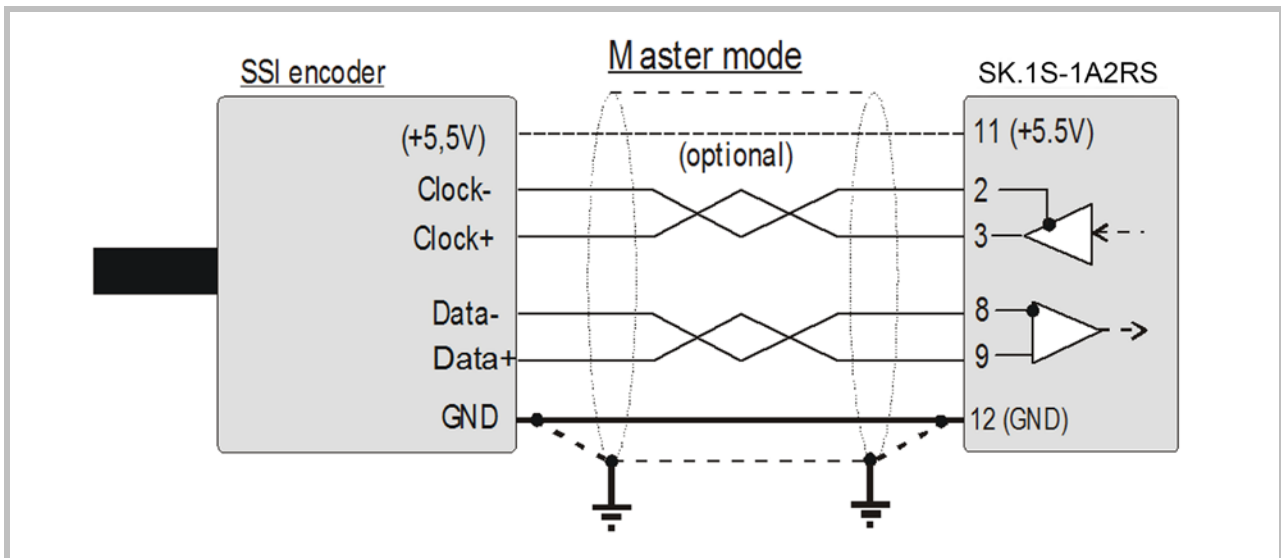 Master mode
SSI encoder
SK.1S-1A2RS
(+5,5V)
11 (+5.5V)
(optional)
Clock-
2
Clock+
3
Data-
8
Data+
9
GND
12 (GND)